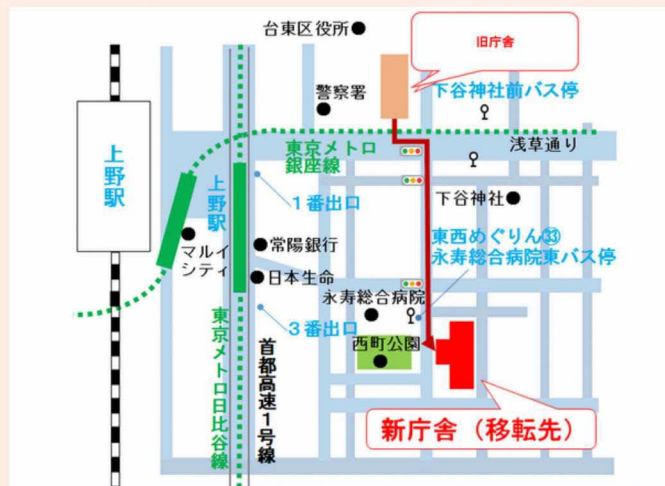 台東区役所
旧庁舎
警察署
下谷神社前バス停
浅草通り
東京メトロ
銀座線
上野駅
上野駅
1番出口
下谷神社
マルイ
シティ
常陽銀行
東西めぐりん㉝
永寿総合病院東バス停
日本生命
永寿総合病院
3番出口
西町公園
東京メトロ日比谷線
首都高速1号線
新庁舎（移転先）